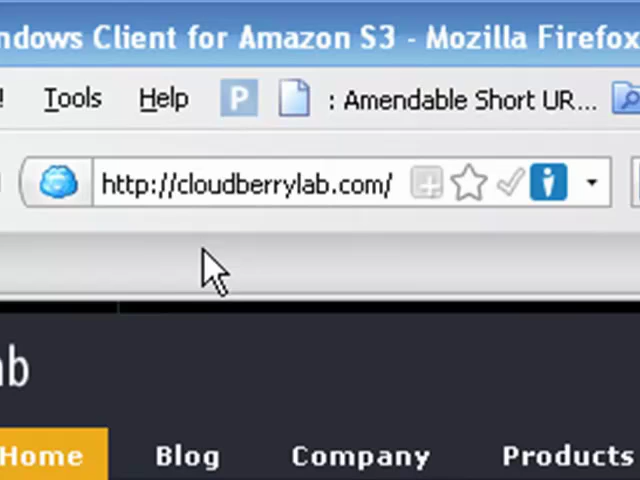 ndows Client for Amazon S3 - Mozilla Firefox
! Tools Help P : Amendable Short UR...
http://cloudberrylab.com/
ab
Home Blog Company Products